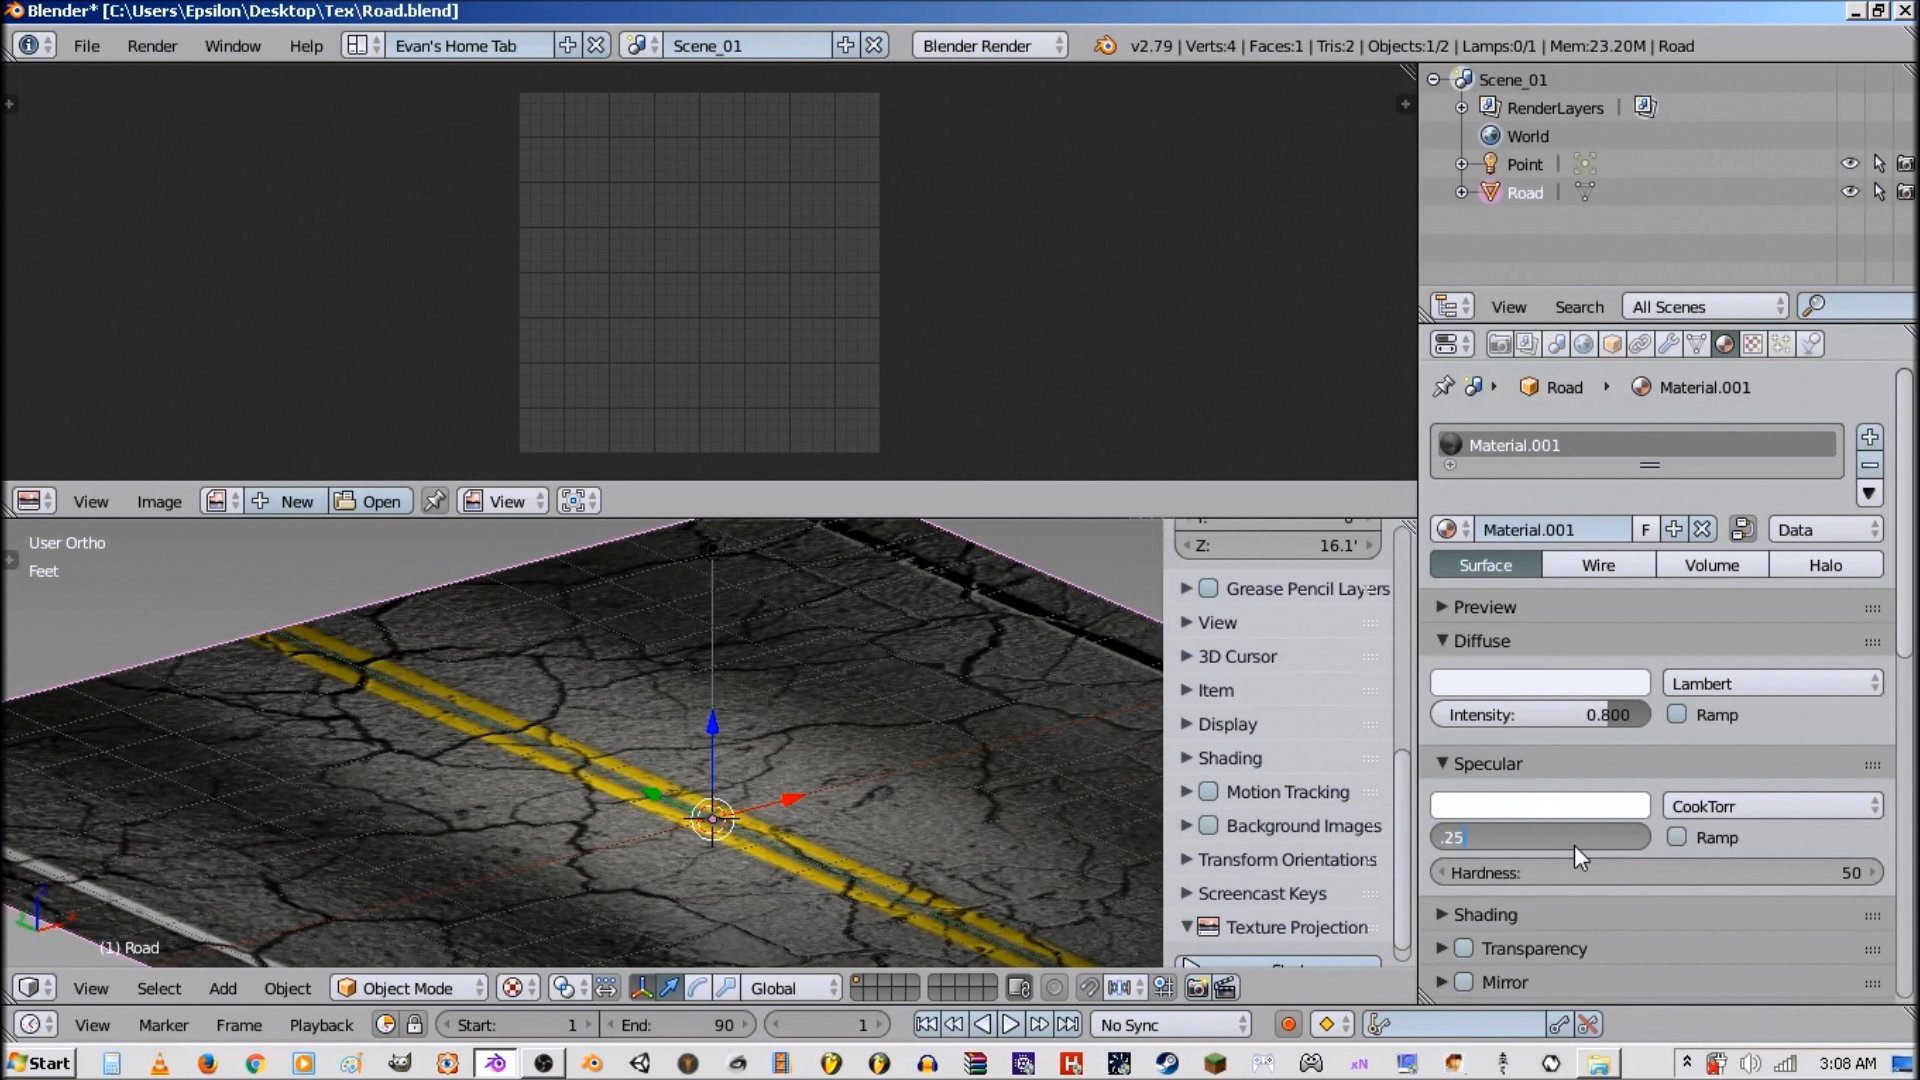 Blender* [C:\Users\Epsilon\Desktop\Tex\Road.blend]
File Render Window Help Evan's Home Tab Scene_01 Blender Render v2.79 | Verts:4 | Faces:1 | Tris:2 | Objects:1/2 | Lamps:0/1 | Mem:23.20M | Road
Scene_01
RenderLayers
World
Point
Road
View Search All Scenes
Road Material.001
Material.001
View Image New Open View
Material.001 F Data
Surface Wire Volume Halo
Preview
Diffuse
Lambert
Intensity: 0.800 Ramp
Specular
CookTorr
.25 Ramp
Hardness: 50
Shading
Transparency
Mirror
User Ortho
Feet
(1) Road
Z: 16.1'
Grease Pencil Layers
View
3D Cursor
Item
Display
Shading
Motion Tracking
Background Images
Transform Orientations
Screencast Keys
Texture Projection
View Select Add Object Object Mode Global
View Marker Frame Playback Start: 1 End: 90 1 No Sync
Start 3:08 AM